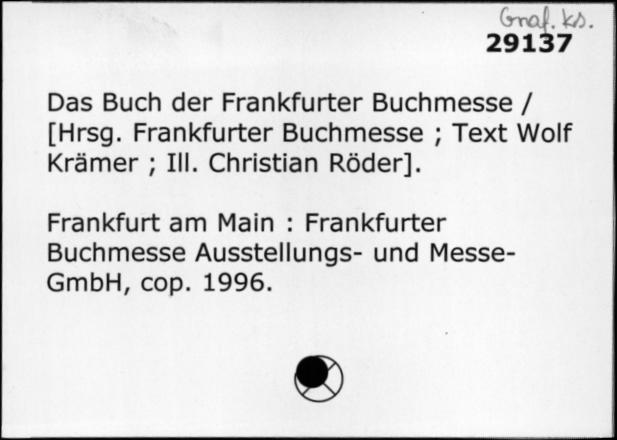 Graf. ks.
29137
Das Buch der Frankfurter Buchmesse /
[Hrsg. Frankfurter Buchmesse ; Text Wolf
Krämer ; Ill. Christian Röder].
Frankfurt am Main : Frankfurter
Buchmesse Ausstellungs- und Messe-
GmbH, cop. 1996.